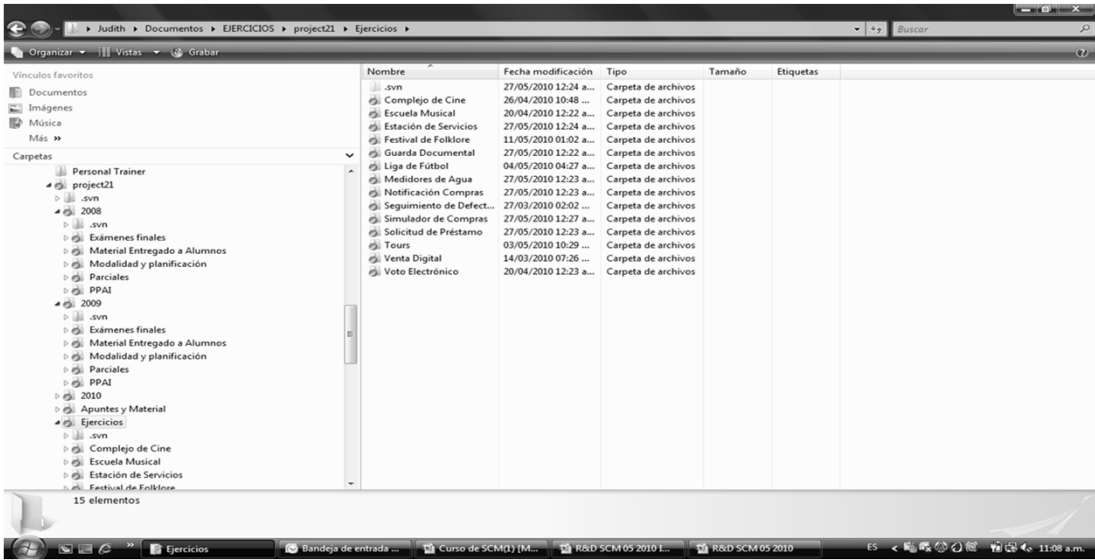 Judith ▸ Documentos ▸ EJERCICIOS ▸ project21 ▸ Ejercicios ▸
Buscar
Organizar Vistas Grabar
Vínculos favoritos
Documentos
Imágenes
Música
Más »
Carpetas
Personal Trainer
project21
.svn
2008
.svn
Exámenes finales
Material Entregado a Alumnos
Modalidad y planificación
Parciales
PPAI
2009
.svn
Exámenes finales
Material Entregado a Alumnos
Modalidad y planificación
Parciales
PPAI
2010
Apuntes y Material
Ejercicios
.svn
Complejo de Cine
Escuela Musical
Estación de Servicios
Festival de Folklore
Nombre Fecha modificación Tipo Tamaño Etiquetas
.svn 27/05/2010 12:24 a... Carpeta de archivos
Complejo de Cine 26/04/2010 10:48 ... Carpeta de archivos
Escuela Musical 20/04/2010 12:22 a... Carpeta de archivos
Estación de Servicios 27/05/2010 12:24 a... Carpeta de archivos
Festival de Folklore 11/05/2010 01:02 a... Carpeta de archivos
Guarda Documental 27/05/2010 12:22 a... Carpeta de archivos
Liga de Fútbol 04/05/2010 04:27 a... Carpeta de archivos
Medidores de Agua 27/05/2010 12:23 a... Carpeta de archivos
Notificación Compras 27/05/2010 12:23 a... Carpeta de archivos
Seguimiento de Defect... 27/03/2010 02:02 ... Carpeta de archivos
Simulador de Compras 27/05/2010 12:27 a... Carpeta de archivos
Solicitud de Préstamo 27/05/2010 12:23 a... Carpeta de archivos
Tours 03/05/2010 10:29 ... Carpeta de archivos
Venta Digital 14/03/2010 07:26 ... Carpeta de archivos
Voto Electrónico 20/04/2010 12:23 a... Carpeta de archivos
15 elementos
Ejercicios Bandeja de entrada ... Curso de SCM(1) [M... R&D SCM 05 2010 I... R&D SCM 05 2010 ES 11:08 a.m.